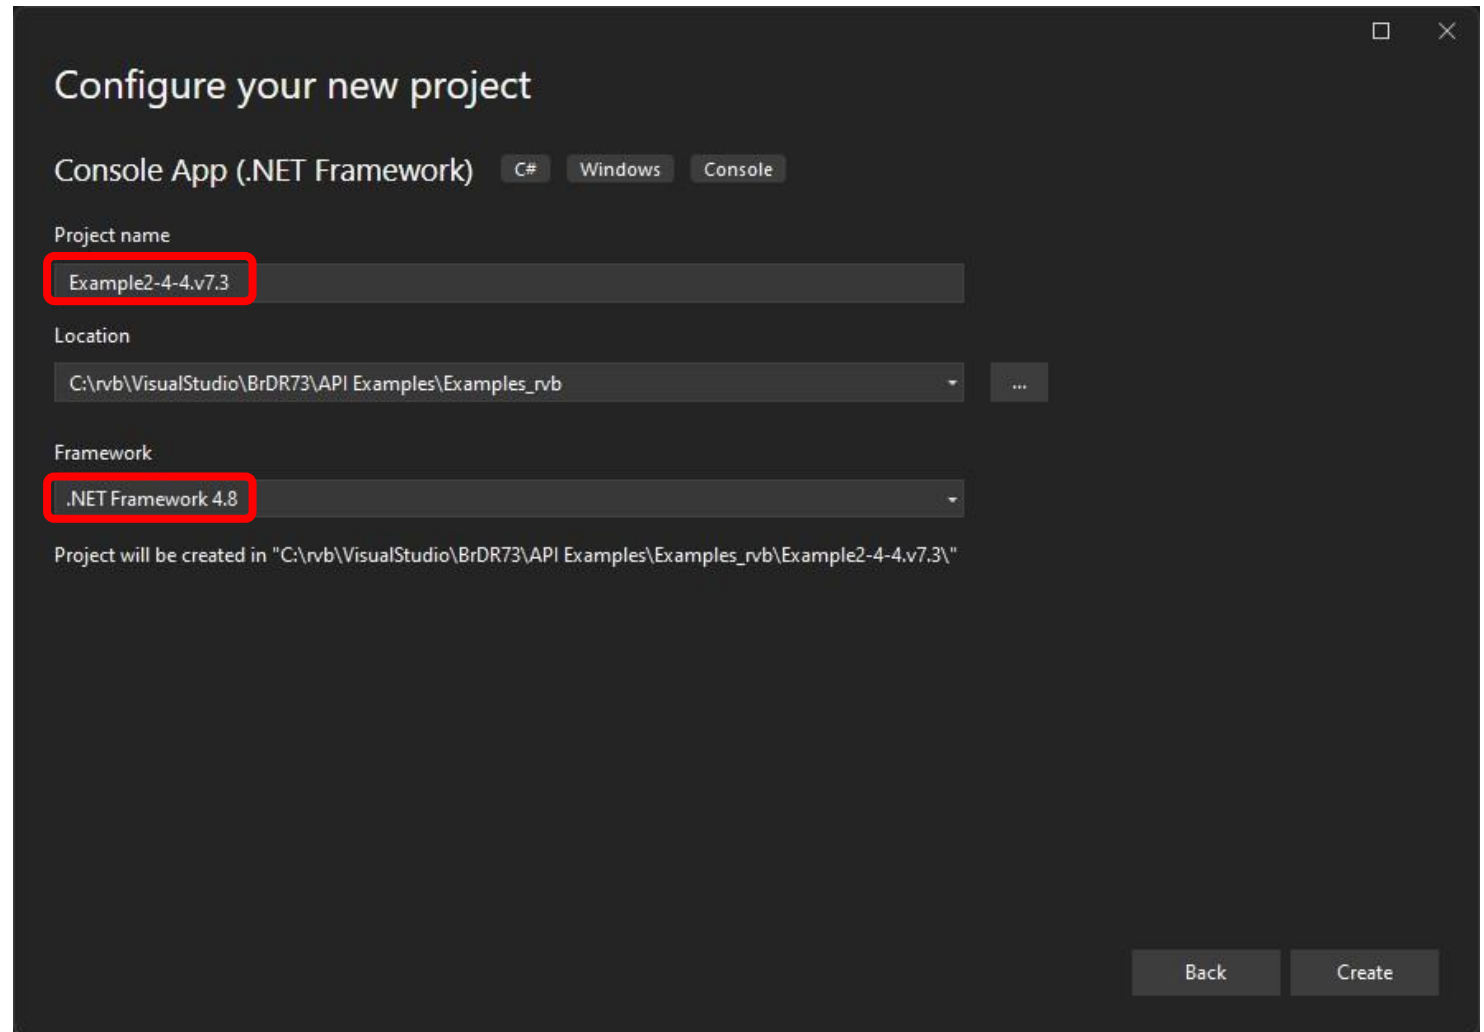 Configure your new project
Console App (.NET Framework) C# Windows Console
Project name
Example2-4-4.v7.3
Location
C:\rvb\VisualStudio\BrDR73\API Examples\Examples_rvb
...
Framework
.NET Framework 4.8
Project will be created in "C:\rvb\VisualStudio\BrDR73\API Examples\Examples_rvb\Example2-4-4.v7.3\"
Back Create